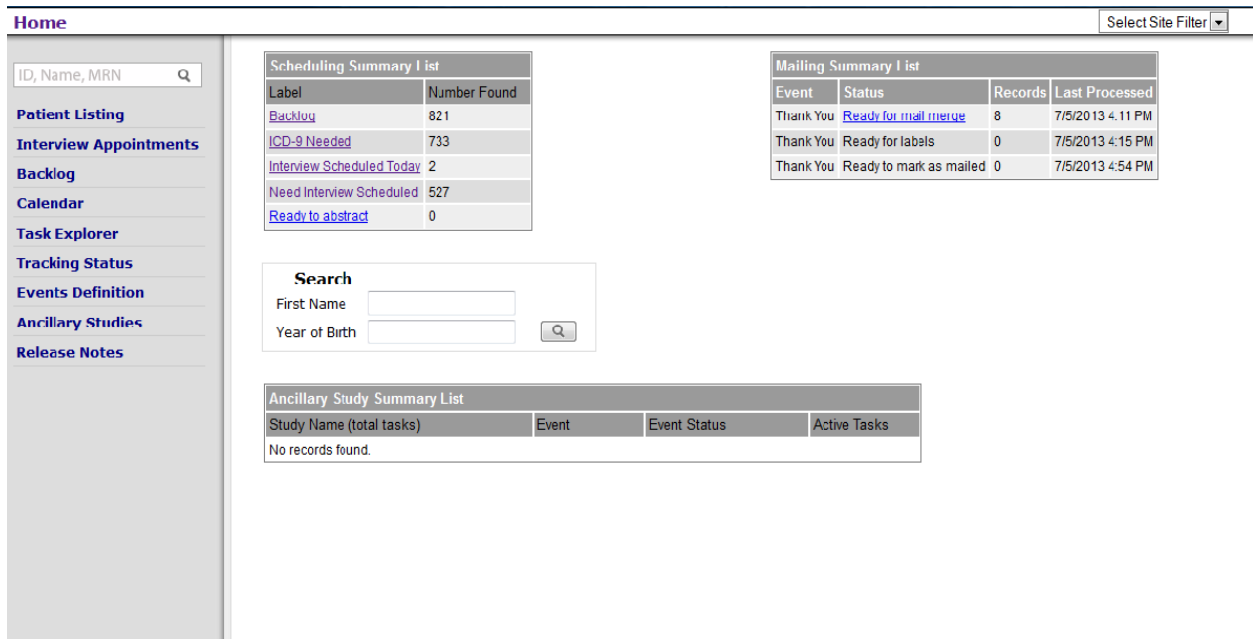 Home
Select Site Filter
ID, Name, MRN
Patient Listing
Interview Appointments
Backlog
Calendar
Task Explorer
Tracking Status
Events Definition
Ancillary Studies
Release Notes
Scheduling Summary List
Label Number Found
Backlog 821
ICD-9 Needed 733
Interview Scheduled Today 2
Need Interview Scheduled 527
Ready to abstract 0
Mailing Summary List
Event Status Records Last Processed
Thank You Ready for mail merge 8 7/5/2013 4:11 PM
Thank You Ready for labels 0 7/5/2013 4:15 PM
Thank You Ready to mark as mailed 0 7/5/2013 4:54 PM
Search
First Name
Year of Birth
Ancillary Study Summary List
Study Name (total tasks) Event Event Status Active Tasks
No records found.